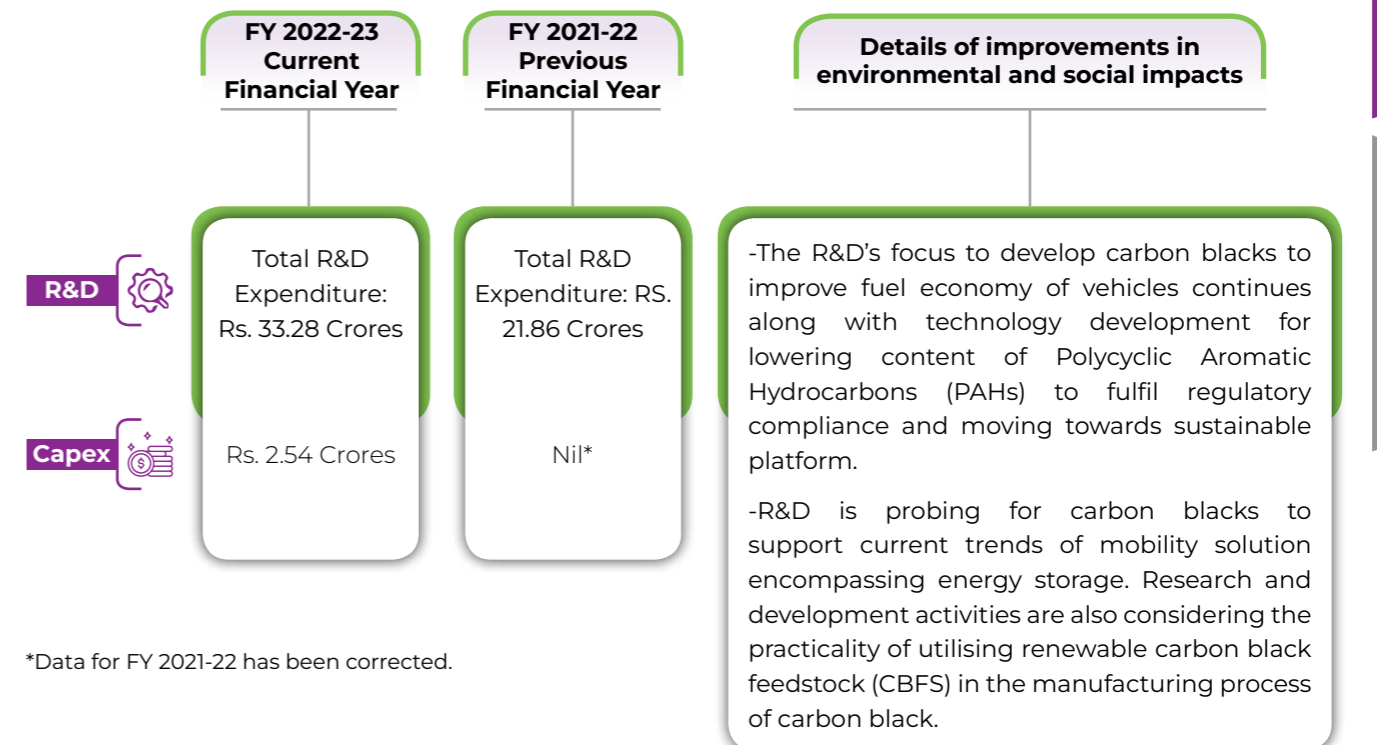 FY 2022-23
Current
Financial Year
FY 2021-22
Previous
Financial Year
Details of improvements in
environmental and social impacts
R&D
Total R&D
Expenditure:
Rs. 33.28 Crores
Total R&D
Expenditure: RS.
21.86 Crores
Capex
Rs. 2.54 Crores
Nil*
-The R&D’s focus to develop carbon blacks to
improve fuel economy of vehicles continues
along with technology development for
lowering content of Polycyclic Aromatic
Hydrocarbons (PAHs) to fulfil regulatory
compliance and moving towards sustainable
platform.
-R&D is probing for carbon blacks to
support current trends of mobility solution
encompassing energy storage. Research and
development activities are also considering the
practicality of utilising renewable carbon black
feedstock (CBFS) in the manufacturing process
of carbon black.
*Data for FY 2021-22 has been corrected.